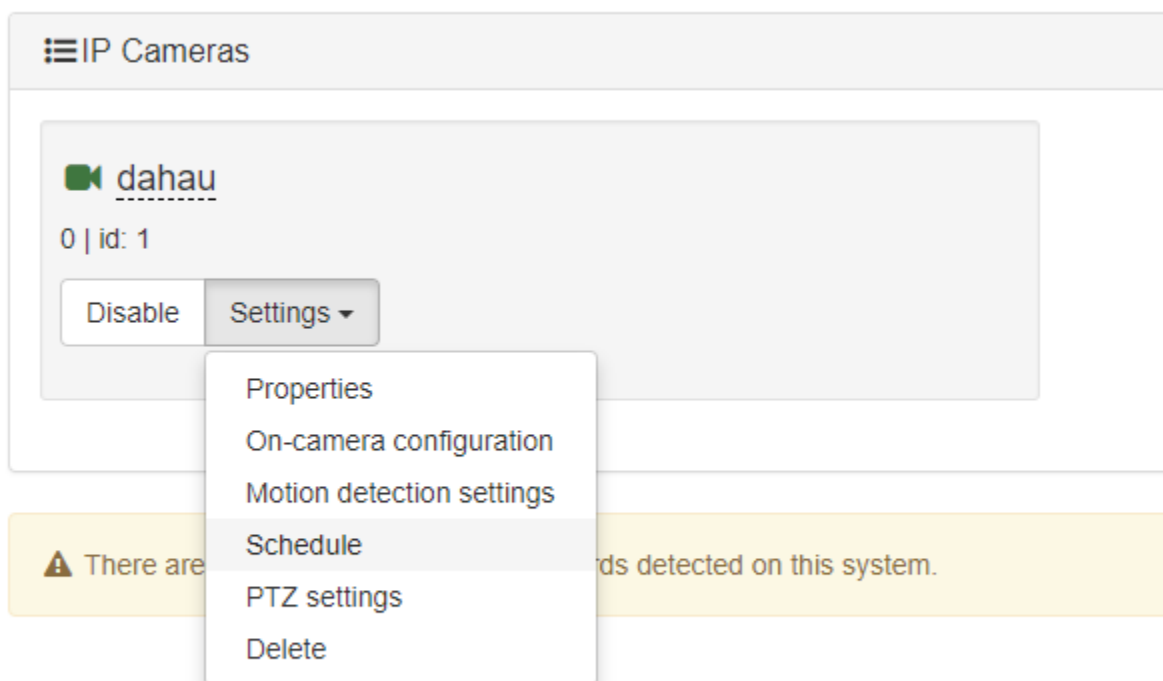 IP Cameras
dahau
0 | id: 1
Disable Settings
Properties
On-camera configuration
Motion detection settings
Schedule
There are rds detected on this system.
PTZ settings
Delete